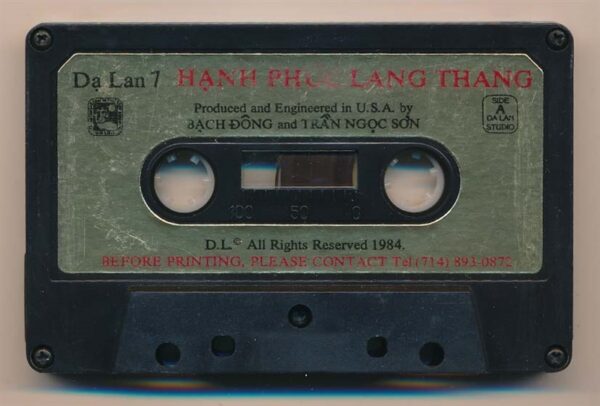 Dạ Lan 7 HẠNH PHÚC LANG THANG
Produced and Engineered in U.S.A. by
BẠCH ĐÔNG and TRẦN NGỌC SƠN
SIDE
A
DẠ LAN
STUDIO
100 50 0
D.L.© All Rights Reserved 1984.
BEFORE PRINTING, PLEASE CONTACT Tel (714) 893-0872